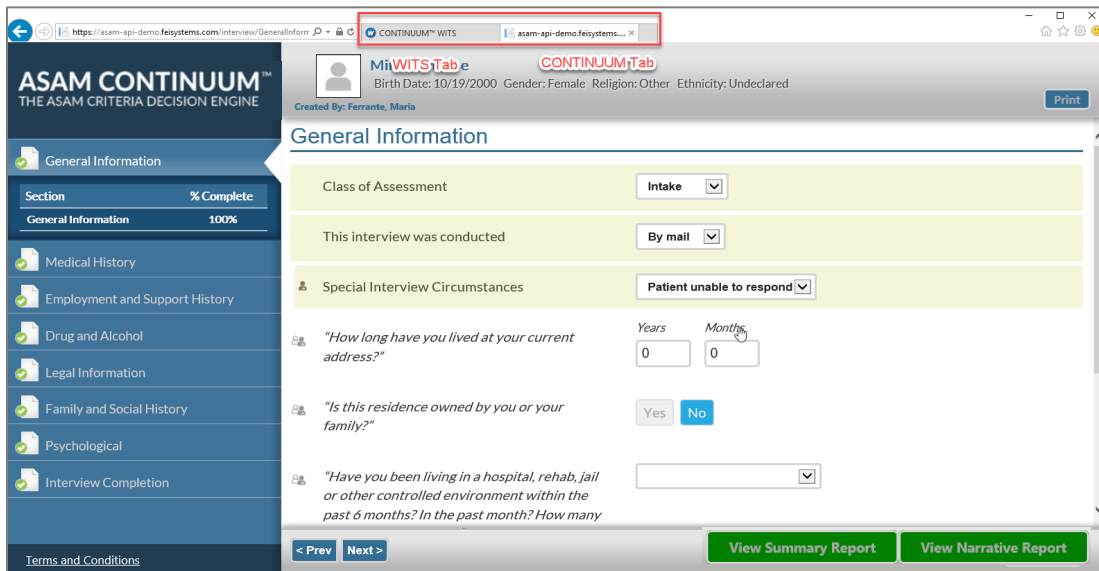 https://asam-api-demo.feisystems.com/interview/GeneralInforr
CONTINUUM™ WITS
asam-api-demo.feisystems....
ASAM CONTINUUM™
THE ASAM CRITERIA DECISION ENGINE
WITS Tab
CONTINUUM Tab
Birth Date: 10/19/2000 Gender: Female Religion: Other Ethnicity: Undeclared
Created By: Ferrante, Maria
Print
General Information
Section % Complete
General Information 100%
Medical History
Employment and Support History
Drug and Alcohol
Legal Information
Family and Social History
Psychological
Interview Completion
Terms and Conditions
General Information
Class of Assessment Intake
This interview was conducted By mail
Special Interview Circumstances Patient unable to respond
Years Months
"How long have you lived at your current
address?"
0 0
"Is this residence owned by you or your
family?"
Yes No
"Have you been living in a hospital, rehab, jail
or other controlled environment within the
past 6 months? In the past month? How many
< Prev Next >
View Summary Report View Narrative Report